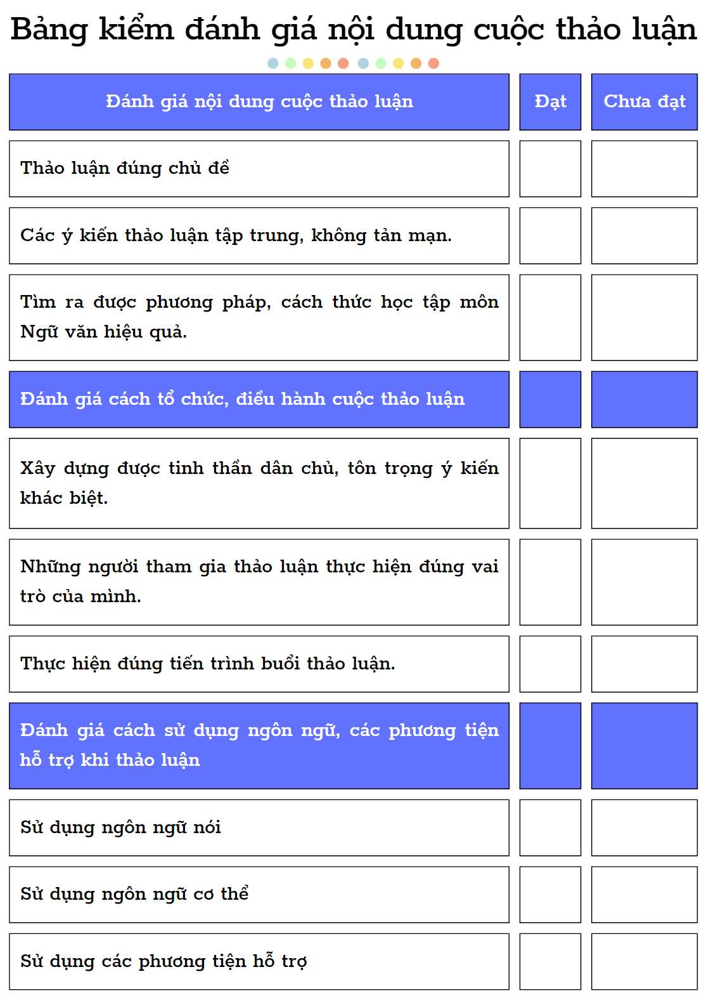 Bảng kiểm đánh giá nội dung cuộc thảo luận
Đánh giá nội dung cuộc thảo luận Đạt Chưa đạt
Thảo luận đúng chủ đề
Các ý kiến thảo luận tập trung, không tản mạn.
Tìm ra được phương pháp, cách thức học tập môn
Ngữ văn hiệu quả.
Đánh giá cách tổ chức, điều hành cuộc thảo luận
Xây dựng được tinh thần dân chủ, tôn trọng ý kiến
khác biệt.
Những người tham gia thảo luận thực hiện đúng vai
trò của mình.
Thực hiện đúng tiến trình buổi thảo luận.
Đánh giá cách sử dụng ngôn ngữ, các phương tiện
hỗ trợ khi thảo luận
Sử dụng ngôn ngữ nói
Sử dụng ngôn ngữ cơ thể
Sử dụng các phương tiện hỗ trợ